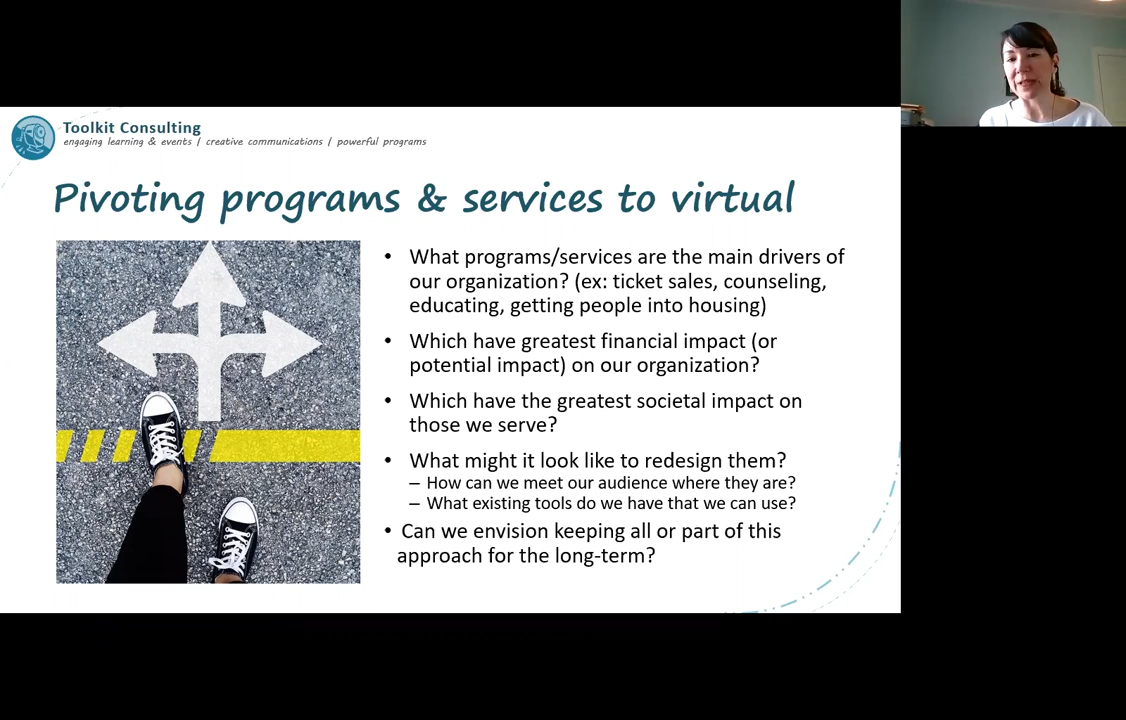 Toolkit Consulting
engaging learning & events | creative communications | powerful programs
Pivoting programs & services to virtual
• What programs/services are the main drivers of
our organization? (ex: ticket sales, counseling,
educating, getting people into housing)
• Which have greatest financial impact (or
potential impact) on our organization?
• Which have the greatest societal impact on
those we serve?
• What might it look like to redesign them?
– How can we meet our audience where they are?
– What existing tools do we have that we can use?
• Can we envision keeping all or part of this
approach for the long-term?